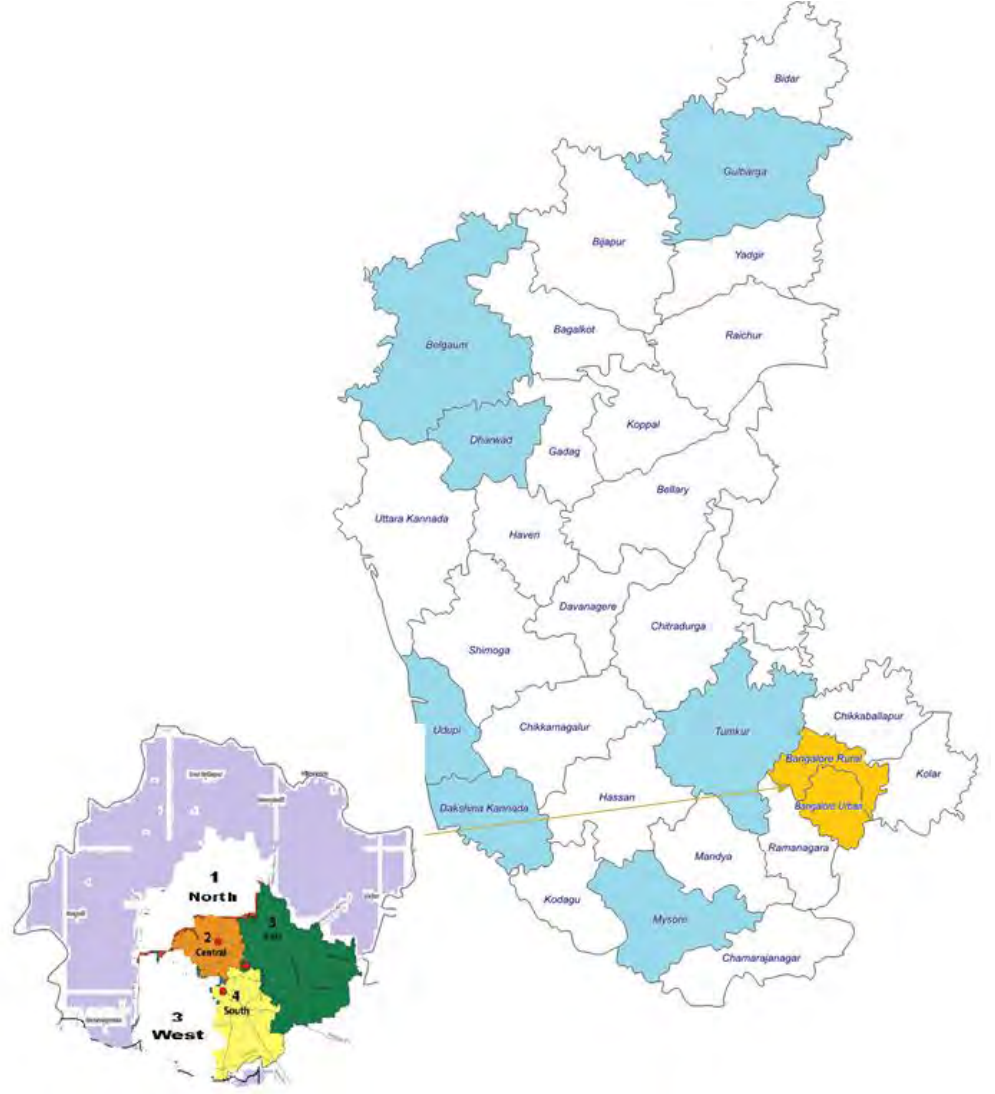 Bidar
Gulbarga
Bijapur
Yadgir
Bagalkot
Raichur
Belgaum
Koppal
Dharwad
Gadag
Bellary
Uttara Kannada
Haveri
Davanagere
Chitradurga
Shimoga
Chikkaballapur
Udupi
Chikkamagalur
Tumkur
Bangalore Rural
Kolar
Hassan
Dakshina Kannada
Bangalore Urban
Ramanagara
Mandya
Kodagu
Mysore
Chamarajanagar
1
North
2
Central
3
East
4
South
3
West